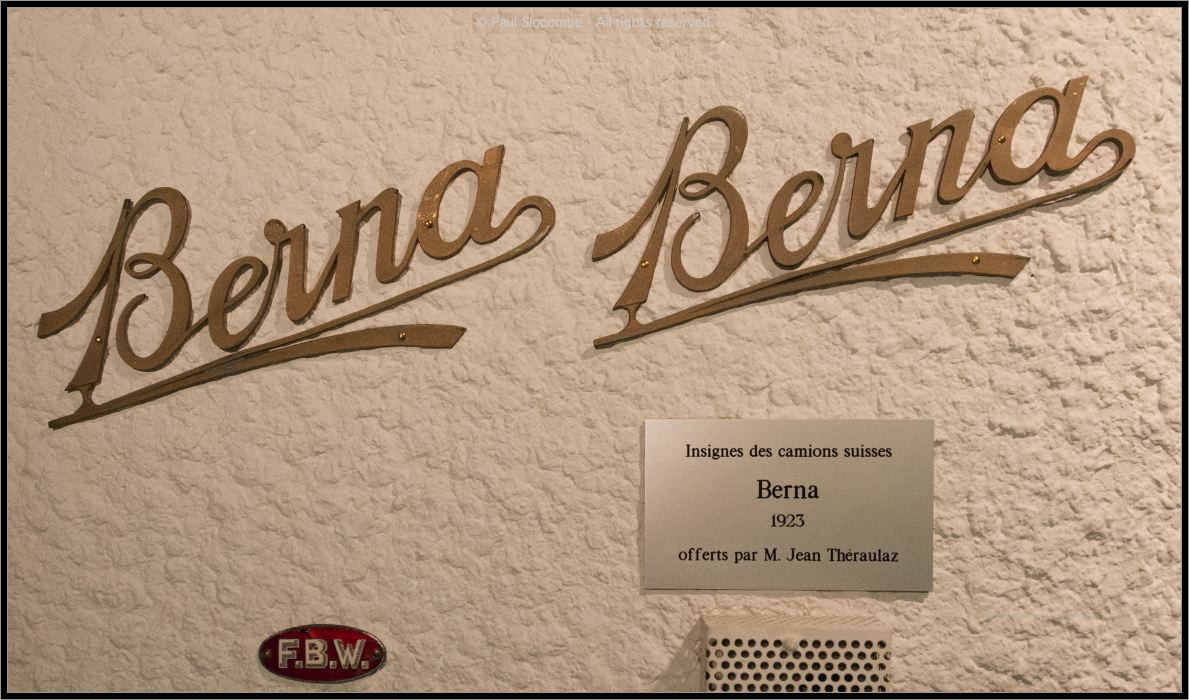 © Paul Slocombe - All rights reserved.
Berna
Berna
Insignes des camions suisses
Berna
1923
offerts par M. Jean Théraulaz
F.B.W.